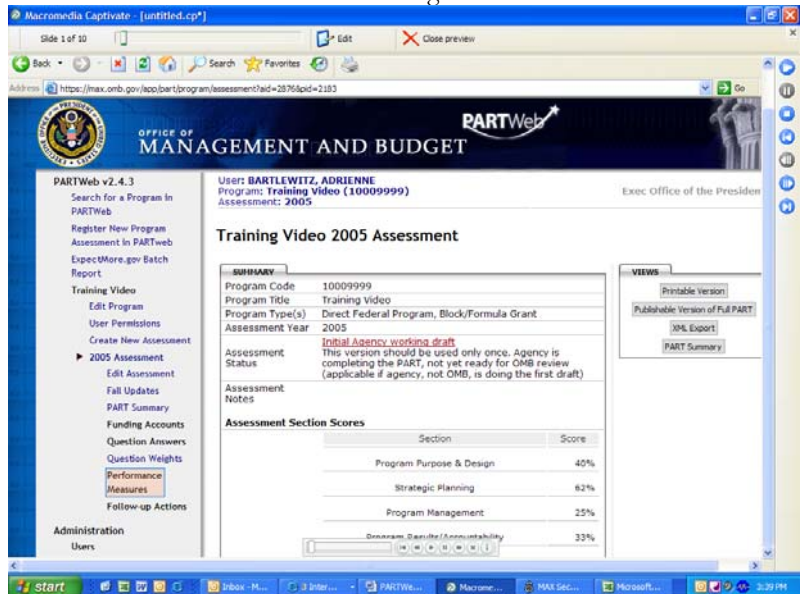 Macromedia Captivate - [untitled.cp*]
Slide 1 of 10
Edit
Close preview
Back
Search
Favorites
Address
https://max.omb.gov/app/part/program/assessment?aid=2876&pid=2183
Go
OFFICE OF
MANAGEMENT AND BUDGET
PARTWeb
PARTWeb v2.4.3
Search for a Program in
PARTWeb
Register New Program
Assessment in PARTweb
ExpectMore.gov Batch
Report
Training Video
Edit Program
User Permissions
Create New Assessment
2005 Assessment
Edit Assessment
Fall Updates
PART Summary
Funding Accounts
Question Answers
Question Weights
Performance
Measures
Follow-up Actions
Administration
Users
User: BARTLEWITZ, ADRIENNE
Program: Training Video (10009999)
Assessment: 2005
Exec Office of the Presiden
Training Video 2005 Assessment
SUMMARY
Program Code 10009999
Program Title Training Video
Program Type(s) Direct Federal Program, Block/Formula Grant
Assessment Year 2005
Assessment Status
Initial Agency working draft
This version should be used only once. Agency is
completing the PART, not yet ready for OMB review
(applicable if agency, not OMB, is doing the first draft)
Assessment
Notes
Assessment Section Scores
Section Score
Program Purpose & Design 40%
Strategic Planning 62%
Program Management 25%
Program Results/Accountability 33%
VIEWS
Printable Version
Publishable Version of Full PART
XML Export
PART Summary
start
Inbox - M...
3 Inter...
PARTWe...
Macrome...
MAX Sec...
Microsoft...
3:39 PM